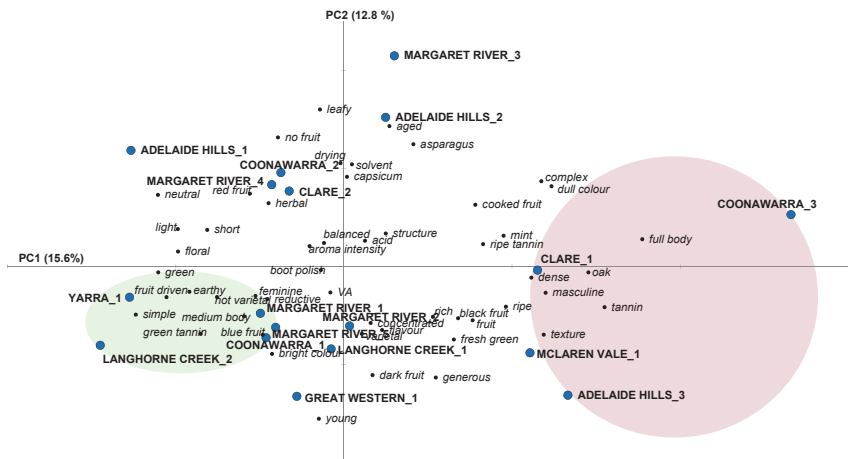 PC2 (12.8 %)
MARGARET RIVER_3
leafy
ADELAIDE HILLS_2
aged
no fruit
asparagus
ADELAIDE HILLS_1
drying
COONAWARRA_2
solvent
capsicum
MARGARET RIVER_4
complex
dull colour
neutral
red fruit
CLARE_2
herbal
cooked fruit
COONAWARRA_3
light
short
balanced
structure
mint
full body
acid
ripe tannin
floral
aroma intensity
CLARE_1
PC1 (15.6%)
green
boot polish
oak
dense
fruit driven
earthy
feminine
VA
masculine
YARRA_1
not varietal
reductive
MARGARET RIVER_1
ripe
tannin
simple
medium body
rich
black fruit
concentrated
fruit
green tannin
blue fruit
flavour
varietal
texture
COONAWARRA_1
fresh green
bright colour
LANGHORNE CREEK_1
MCLAREN VALE_1
LANGHORNE CREEK_2
dark fruit
generous
GREAT WESTERN_1
ADELAIDE HILLS_3
young